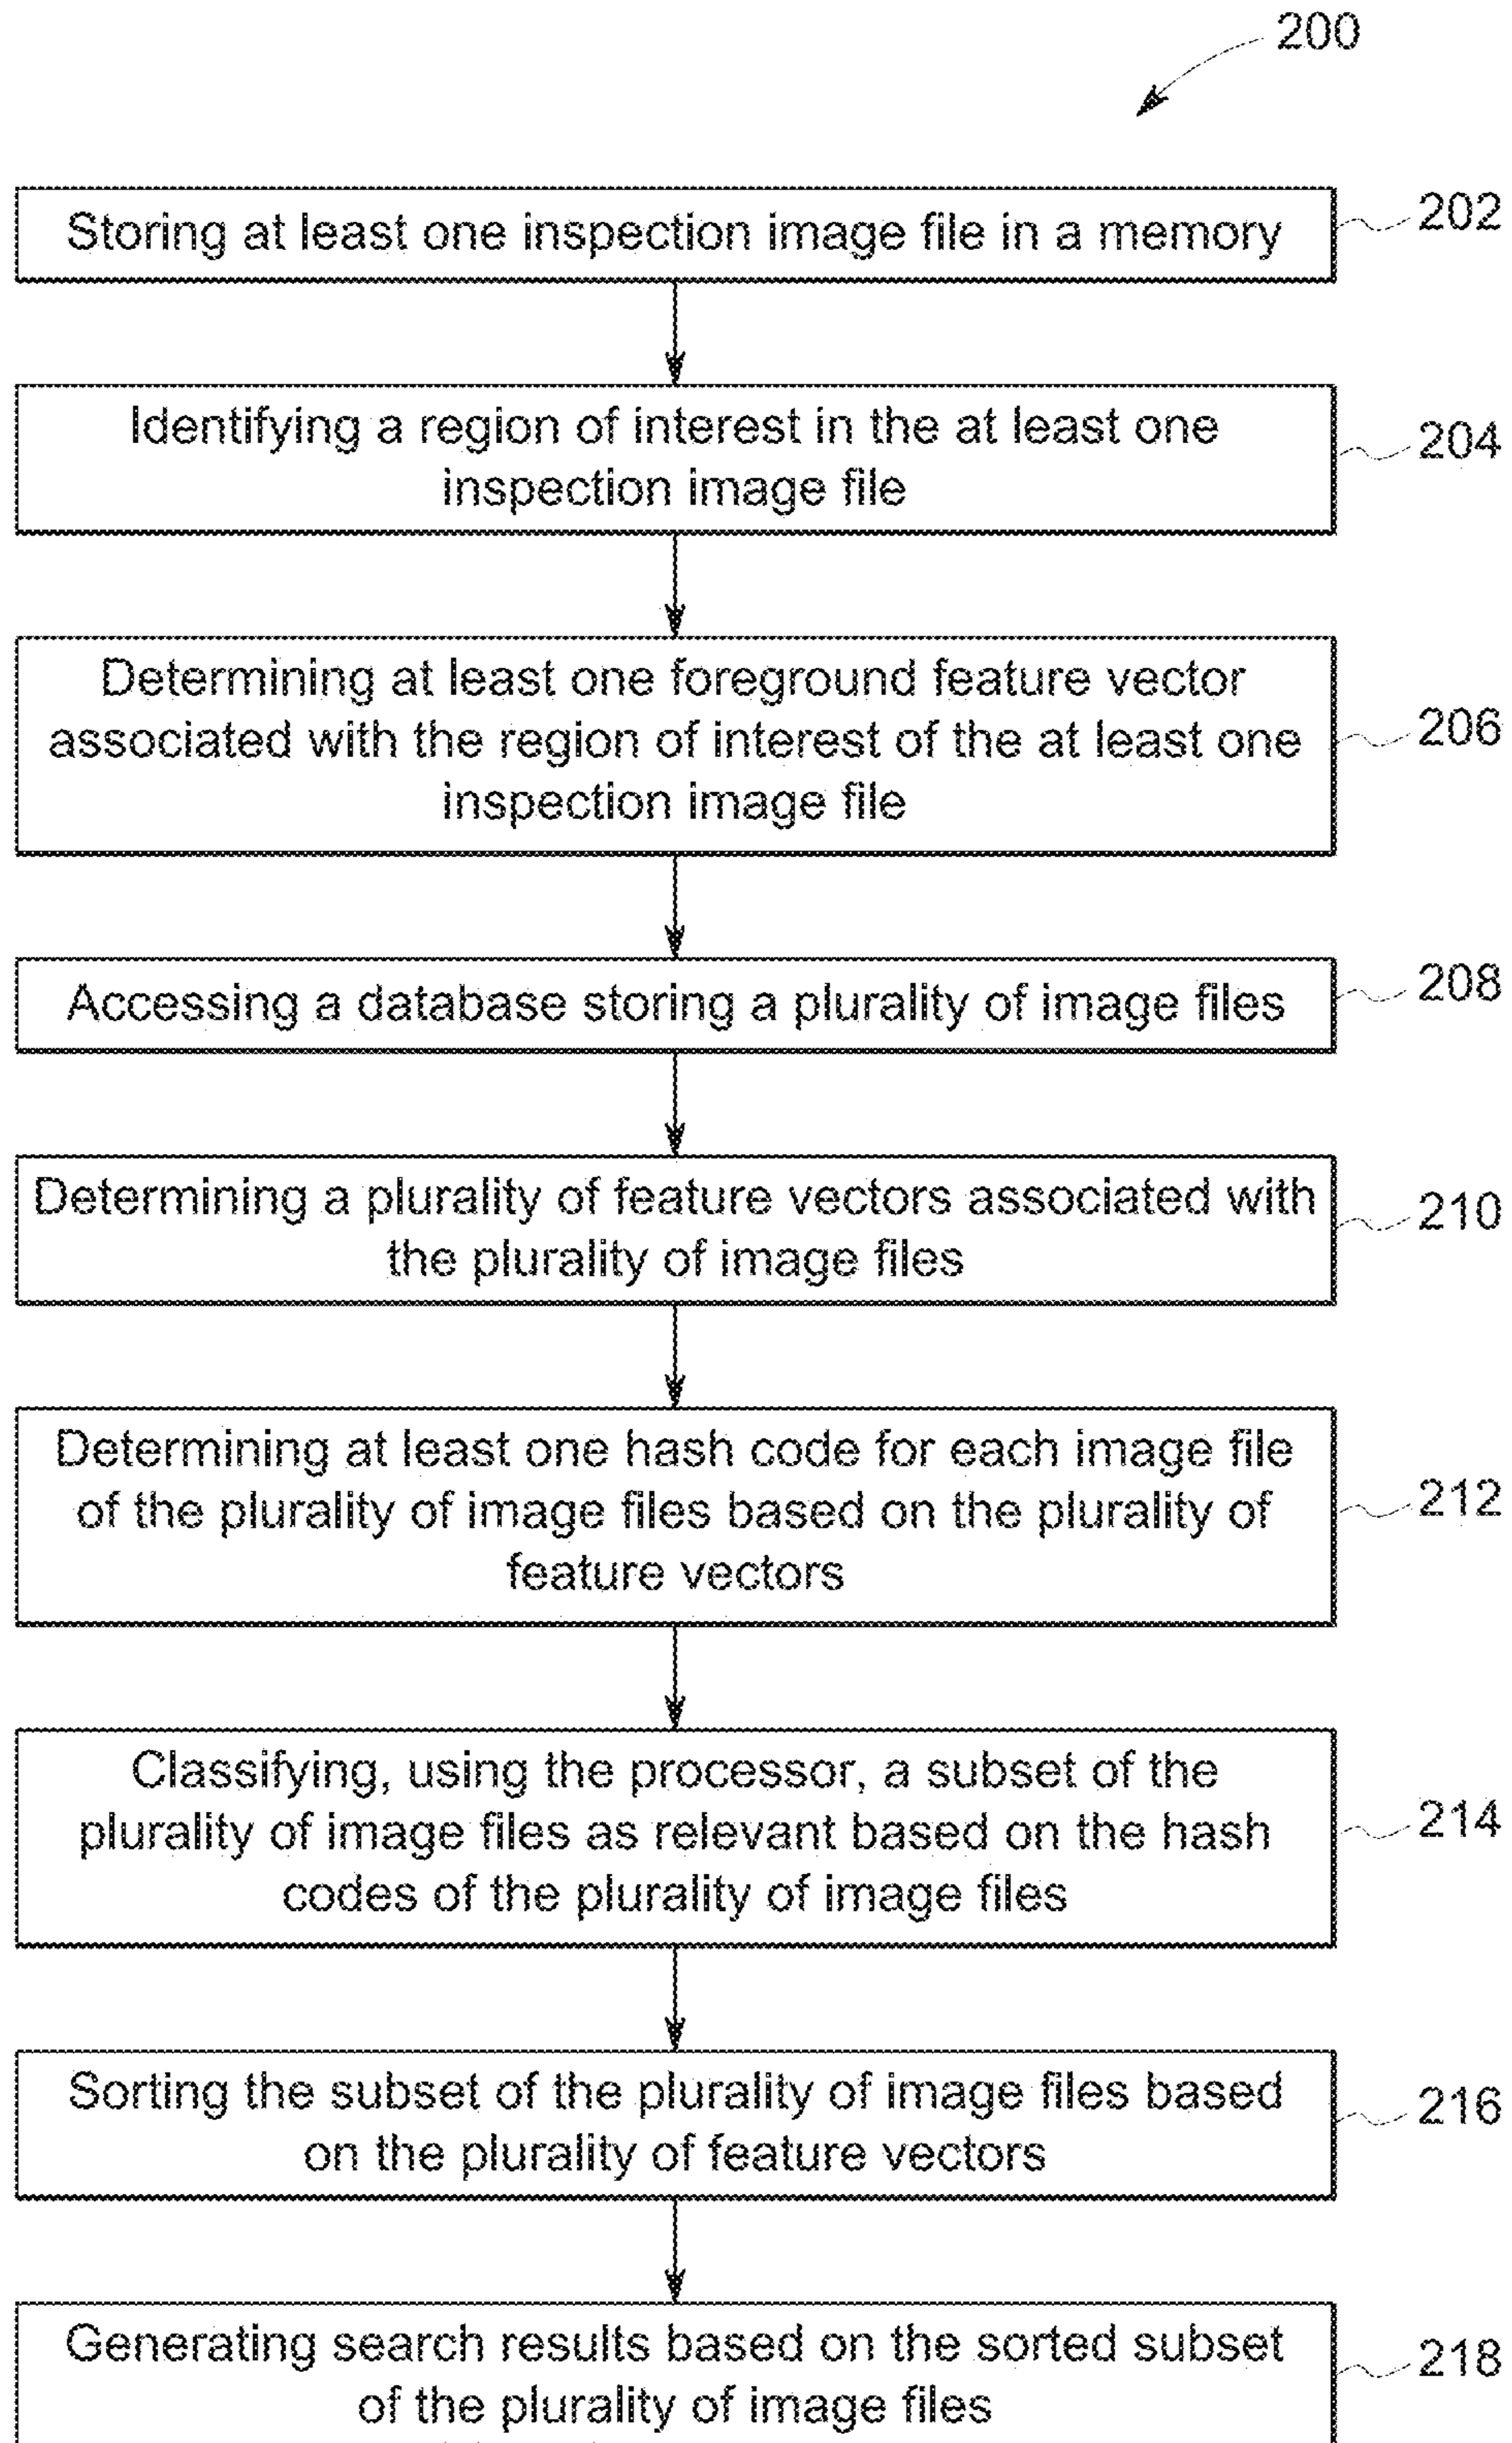 200
Storing at least one inspection image file in a memory
202
Identifying a region of interest in the at least one
inspection image file
204
Determining at least one foreground feature vector
associated with the region of interest of the at least one
inspection image file
206
Accessing a database storing a plurality of image files
208
Determining a plurality of feature vectors associated with
the plurality of image files
210
Determining at least one hash code for each image file
of the plurality of image files based on the plurality of
feature vectors
212
Classifying, using the processor, a subset of the
plurality of image files as relevant based on the hash
codes of the plurality of image files
214
Sorting the subset of the plurality of image files based
on the plurality of feature vectors
216
Generating search results based on the sorted subset
of the plurality of image files
218